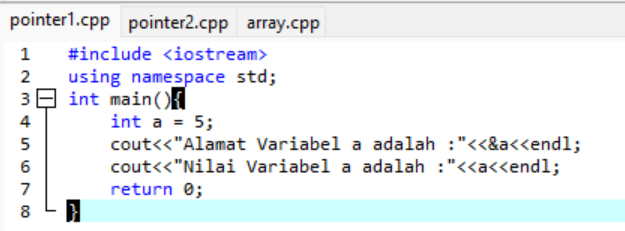 pointer1.cpp pointer2.cpp array.cpp
1 #include <iostream>
2 using namespace std;
3 int main(){
4 int a = 5;
5 cout<<"Alamat Variabel a adalah :"<<&a<<endl;
6 cout<<"Nilai Variabel a adalah :"<<a<<endl;
7 return 0;
8 }